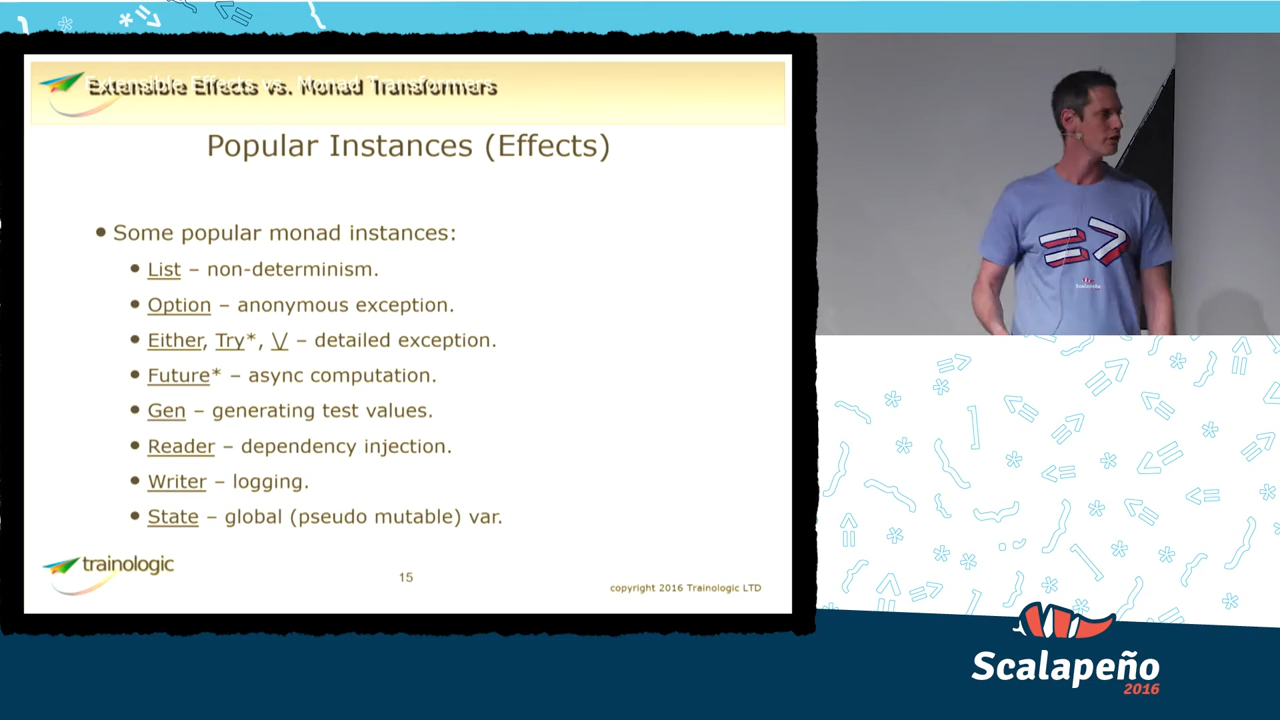 Extensible Effects vs. Monad Transformers
Popular Instances (Effects)
• Some popular monad instances:
• List – non-determinism.
• Option – anonymous exception.
• Either, Try*, \/ – detailed exception.
• Future* – async computation.
• Gen – generating test values.
• Reader – dependency injection.
• Writer – logging.
• State – global (pseudo mutable) var.
trainologic
15
copyright 2016 Trainologic LTD
=>
Scalapeño
Scalapeño
2016